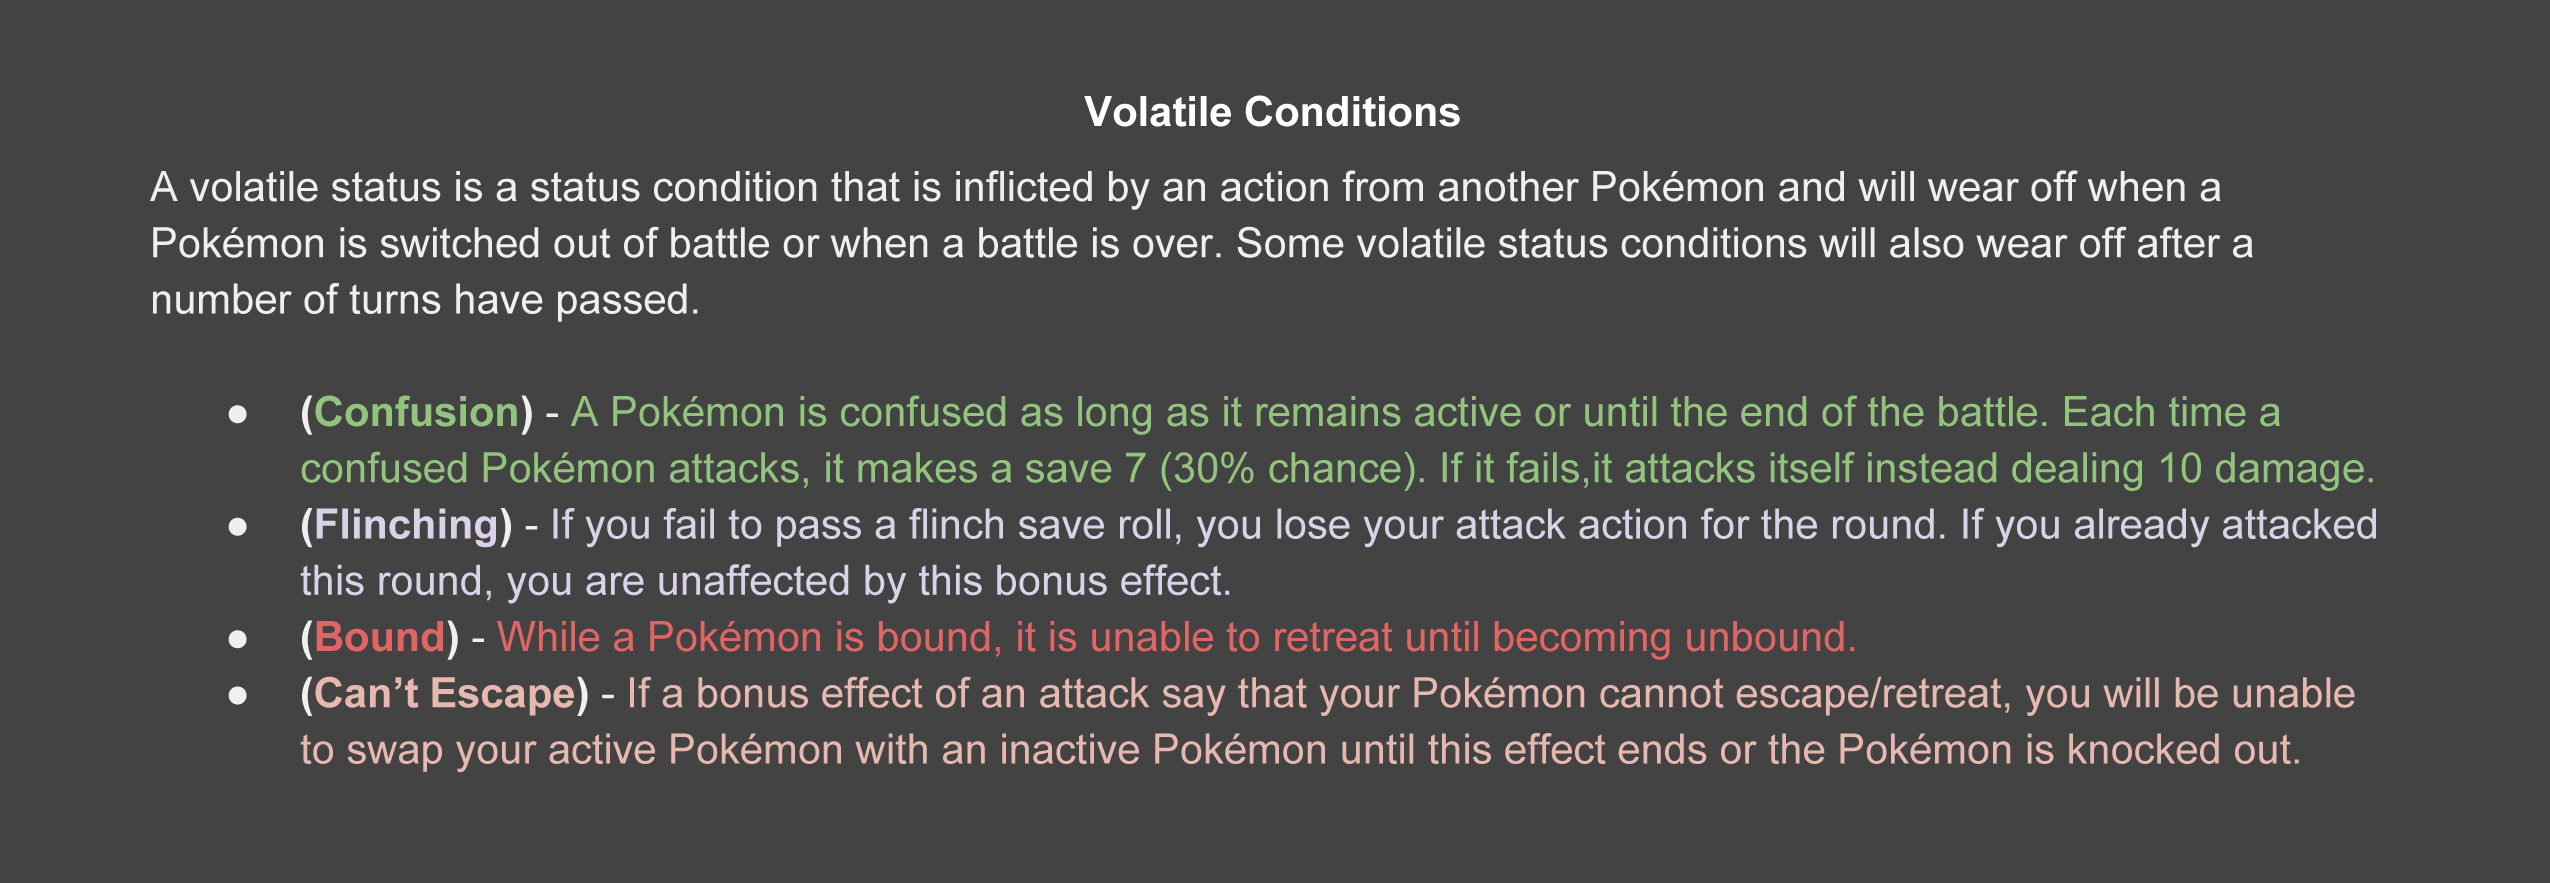 Volatile Conditions
A volatile status is a status condition that is inflicted by an action from another Pokémon and will wear off when a
Pokémon is switched out of battle or when a battle is over. Some volatile status conditions will also wear off after a
number of turns have passed.
● (Confusion) - A Pokémon is confused as long as it remains active or until the end of the battle. Each time a
confused Pokémon attacks, it makes a save 7 (30% chance). If it fails,it attacks itself instead dealing 10 damage.
● (Flinching) - If you fail to pass a flinch save roll, you lose your attack action for the round. If you already attacked
this round, you are unaffected by this bonus effect.
● (Bound) - While a Pokémon is bound, it is unable to retreat until becoming unbound.
● (Can’t Escape) - If a bonus effect of an attack say that your Pokémon cannot escape/retreat, you will be unable
to swap your active Pokémon with an inactive Pokémon until this effect ends or the Pokémon is knocked out.